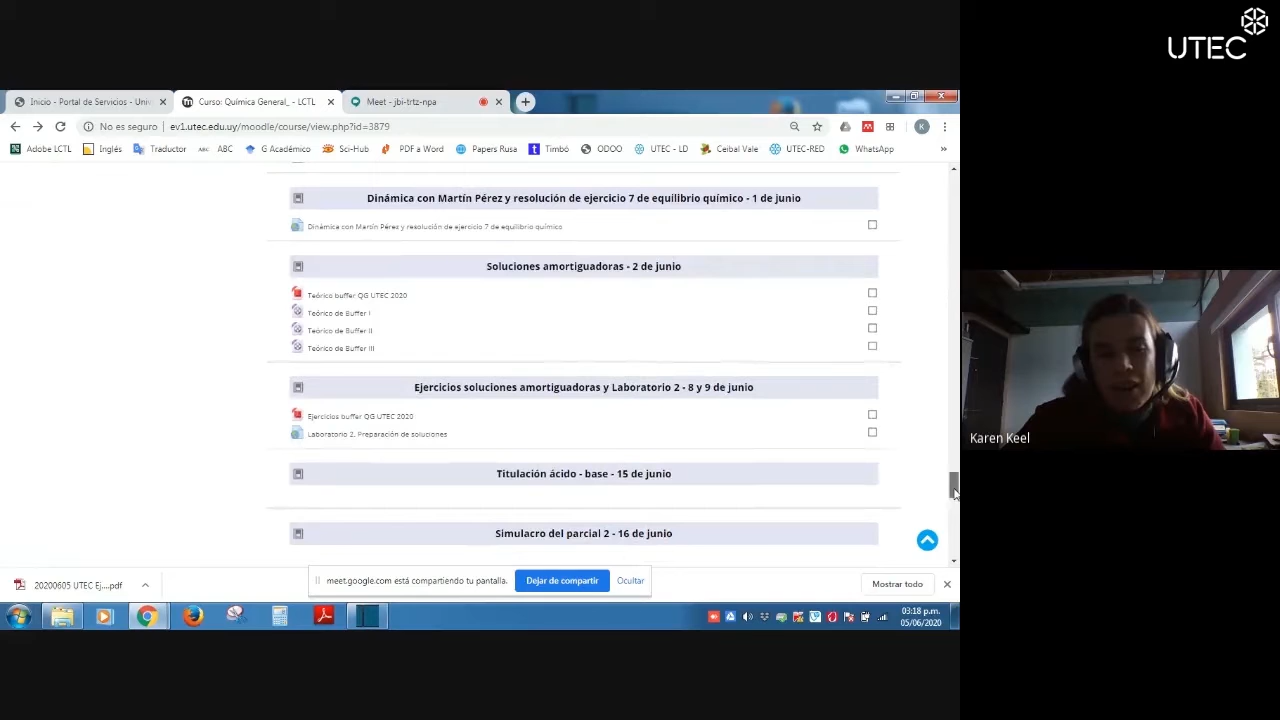 UTEC
Inicio - Portal de Servicios - Univ
Curso: Química General_ - LCTL
Meet - jbi-trtz-npa
No es seguro
ev1.utec.edu.uy/moodle/course/view.php?id=3879
K
Adobe LCTL
Inglés
Traductor
ABC
ABC
G Académico
Sci-Hub
PDF a Word
Papers Rusa
t
Timbó
ODOO
UTEC - LD
Ceibal Vale
UTEC-RED
WhatsApp
»
Dinámica con Martín Pérez y resolución de ejercicio 7 de equilibrio químico - 1 de junio
Dinámica con Martín Pérez y resolución de ejercicio 7 de equilibrio químico
Soluciones amortiguadoras - 2 de junio
Teórico buffer QG UTEC 2020
Teórico de Buffer I
Teórico de Buffer II
Teórico de Buffer III
Ejercicios soluciones amortiguadoras y Laboratorio 2 - 8 y 9 de junio
Ejercicios buffer QG UTEC 2020
Laboratorio 2. Preparación de soluciones
Titulación ácido - base - 15 de junio
Simulacro del parcial 2 - 16 de junio
Karen Keel
20200605 UTEC Ej....pdf
meet.google.com está compartiendo tu pantalla.
Dejar de compartir
Ocultar
Mostrar todo
03:18 p.m.
05/06/2020